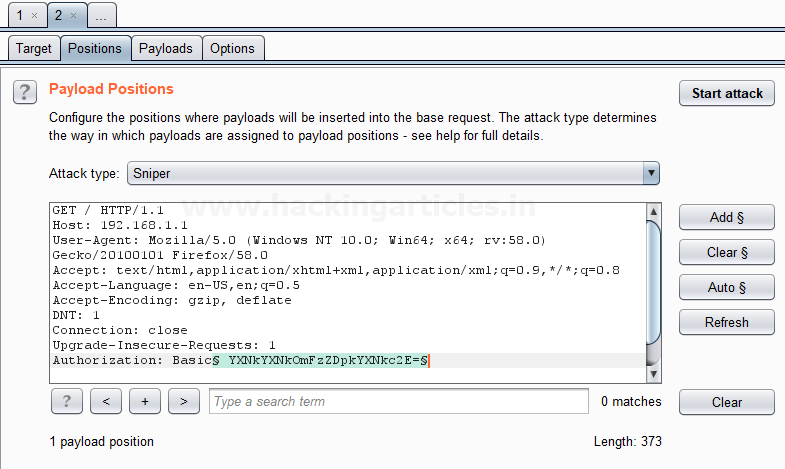 1 × 2 × ...
Target Positions Payloads Options
? Payload Positions Start attack
Configure the positions where payloads will be inserted into the base request. The attack type determines
the way in which payloads are assigned to payload positions - see help for full details.
Attack type: Sniper
www.hackingarticles.in
GET / HTTP/1.1
Host: 192.168.1.1
User-Agent: Mozilla/5.0 (Windows NT 10.0; Win64; x64; rv:58.0)
Gecko/20100101 Firefox/58.0
Accept: text/html,application/xhtml+xml,application/xml;q=0.9,*/*;q=0.8
Accept-Language: en-US,en;q=0.5
Accept-Encoding: gzip, deflate
DNT: 1
Connection: close
Upgrade-Insecure-Requests: 1
Authorization: Basic§ YXNkYXNkOmFzZDpkYXNkc2E=§
Add §
Clear §
Auto §
Refresh
? < + > Type a search term 0 matches Clear
1 payload position Length: 373